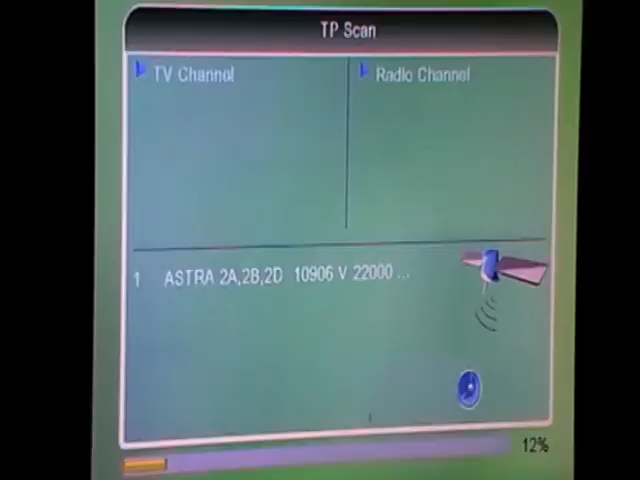 TP Scan
TV Channel
Radio Channel
1 ASTRA 2A,2B,2D 10906 V 22000 ...
12%